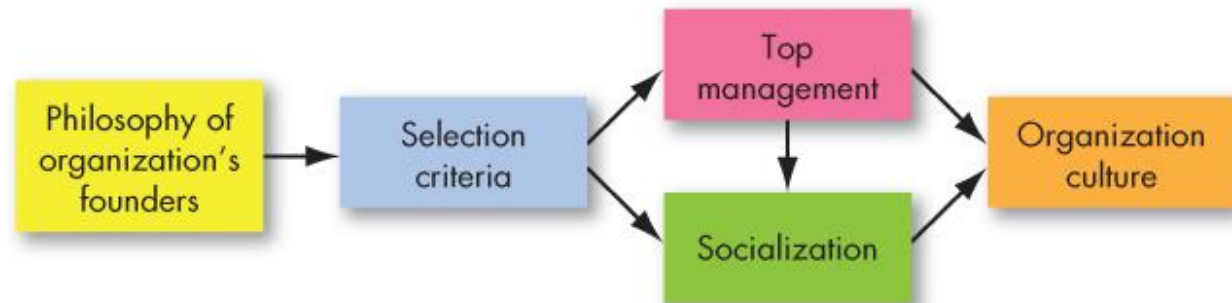 Philosophy of
organization's
founders
Selection
criteria
Top
management
Socialization
Organization
culture